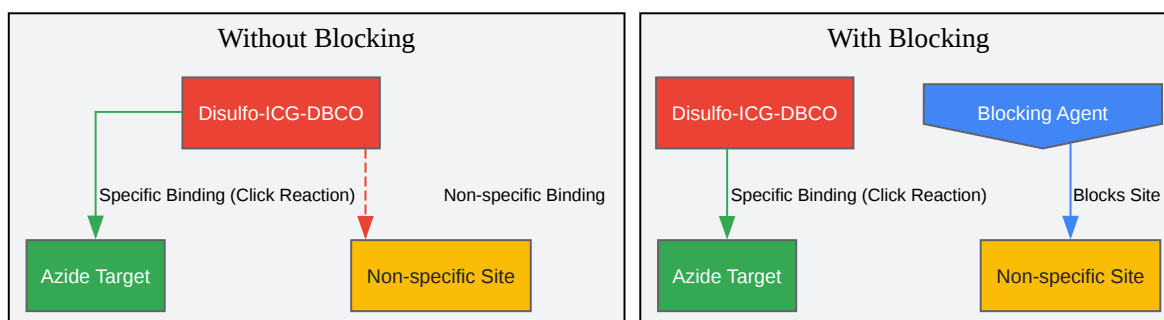 Without Blocking
Disulfo-ICG-DBCO
Specific Binding (Click Reaction)
Non-specific Binding
Azide Target
Non-specific Site
With Blocking
Disulfo-ICG-DBCO
Blocking Agent
Specific Binding (Click Reaction)
Blocks Site
Azide Target
Non-specific Site